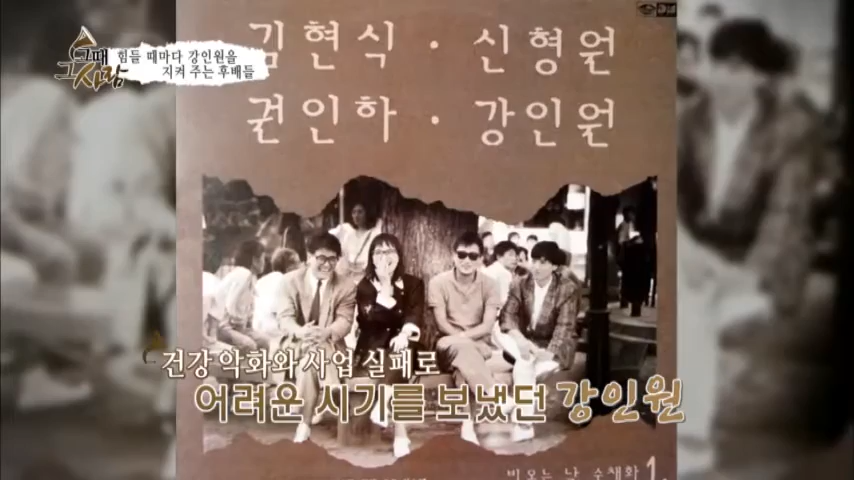 그때 그 사람
힘들 때마다 강인원을
지켜 주는 후배들
김현식 · 신형원
권인하 · 강인원
건강 악화와 사업 실패로
어려운 시기를 보냈던 강인원
비 오는 날 수채화 1.